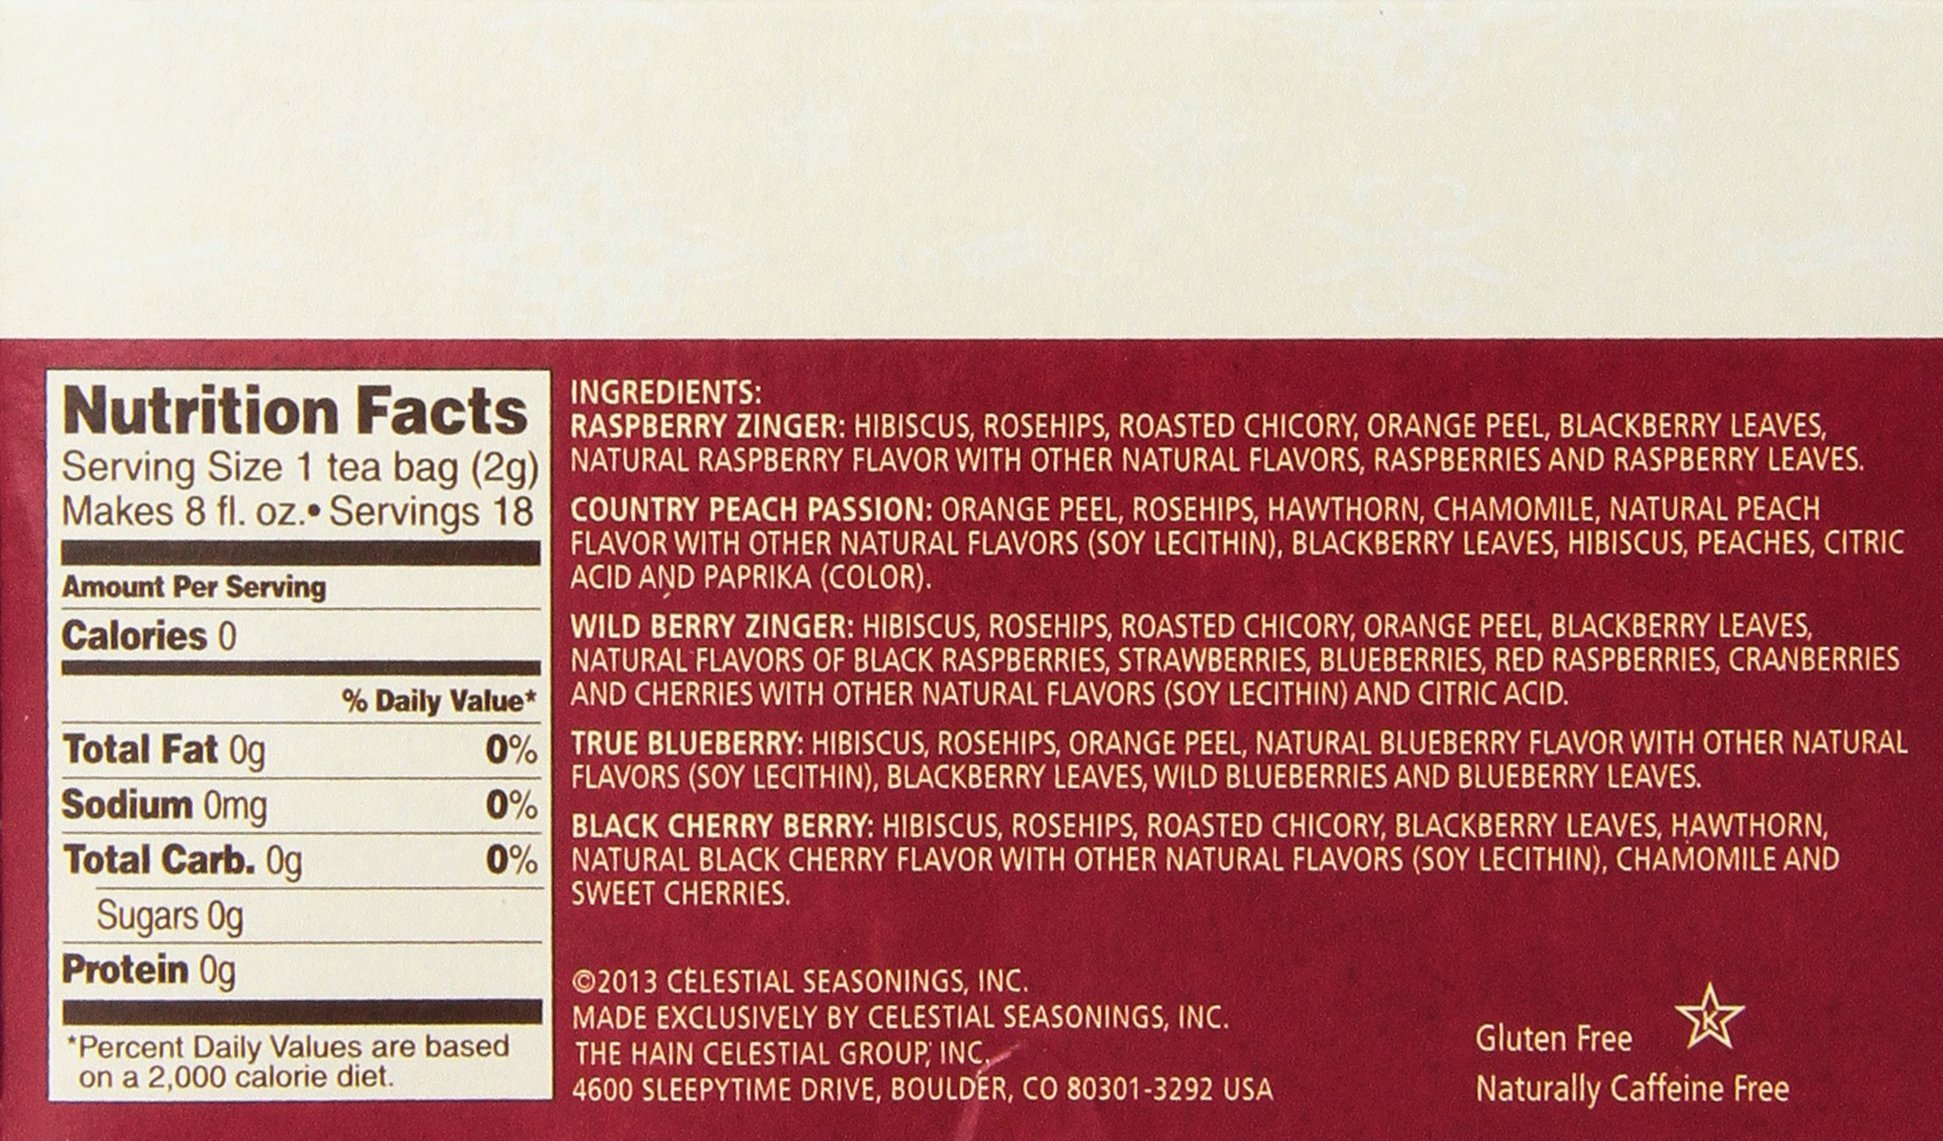 Nutrition Facts
Serving Size 1 tea bag (2g)
Makes 8 fl. oz.• Servings 18
Amount Per Serving
Calories 0
% Daily Value*
Total Fat 0g 0%
Sodium 0mg 0%
Total Carb. 0g 0%
Sugars 0g
Protein 0g
*Percent Daily Values are based
on a 2,000 calorie diet.
INGREDIENTS:
RASPBERRY ZINGER: HIBISCUS, ROSEHIPS, ROASTED CHICORY, ORANGE PEEL, BLACKBERRY LEAVES,
NATURAL RASPBERRY FLAVOR WITH OTHER NATURAL FLAVORS, RASPBERRIES AND RASPBERRY LEAVES.
COUNTRY PEACH PASSION: ORANGE PEEL, ROSEHIPS, HAWTHORN, CHAMOMILE, NATURAL PEACH
FLAVOR WITH OTHER NATURAL FLAVORS (SOY LECITHIN), BLACKBERRY LEAVES, HIBISCUS, PEACHES, CITRIC
ACID AND PAPRIKA (COLOR).
WILD BERRY ZINGER: HIBISCUS, ROSEHIPS, ROASTED CHICORY, ORANGE PEEL, BLACKBERRY LEAVES,
NATURAL FLAVORS OF BLACK RASPBERRIES, STRAWBERRIES, BLUEBERRIES, RED RASPBERRIES, CRANBERRIES
AND CHERRIES WITH OTHER NATURAL FLAVORS (SOY LECITHIN) AND CITRIC ACID.
TRUE BLUEBERRY: HIBISCUS, ROSEHIPS, ORANGE PEEL, NATURAL BLUEBERRY FLAVOR WITH OTHER NATURAL
FLAVORS (SOY LECITHIN), BLACKBERRY LEAVES, WILD BLUEBERRIES AND BLUEBERRY LEAVES.
BLACK CHERRY BERRY: HIBISCUS, ROSEHIPS, ROASTED CHICORY, BLACKBERRY LEAVES, HAWTHORN,
NATURAL BLACK CHERRY FLAVOR WITH OTHER NATURAL FLAVORS (SOY LECITHIN), CHAMOMILE AND
SWEET CHERRIES.
©2013 CELESTIAL SEASONINGS, INC.
MADE EXCLUSIVELY BY CELESTIAL SEASONINGS, INC.
THE HAIN CELESTIAL GROUP, INC.
4600 SLEEPYTIME DRIVE, BOULDER, CO 80301-3292 USA
Gluten Free K
Naturally Caffeine Free